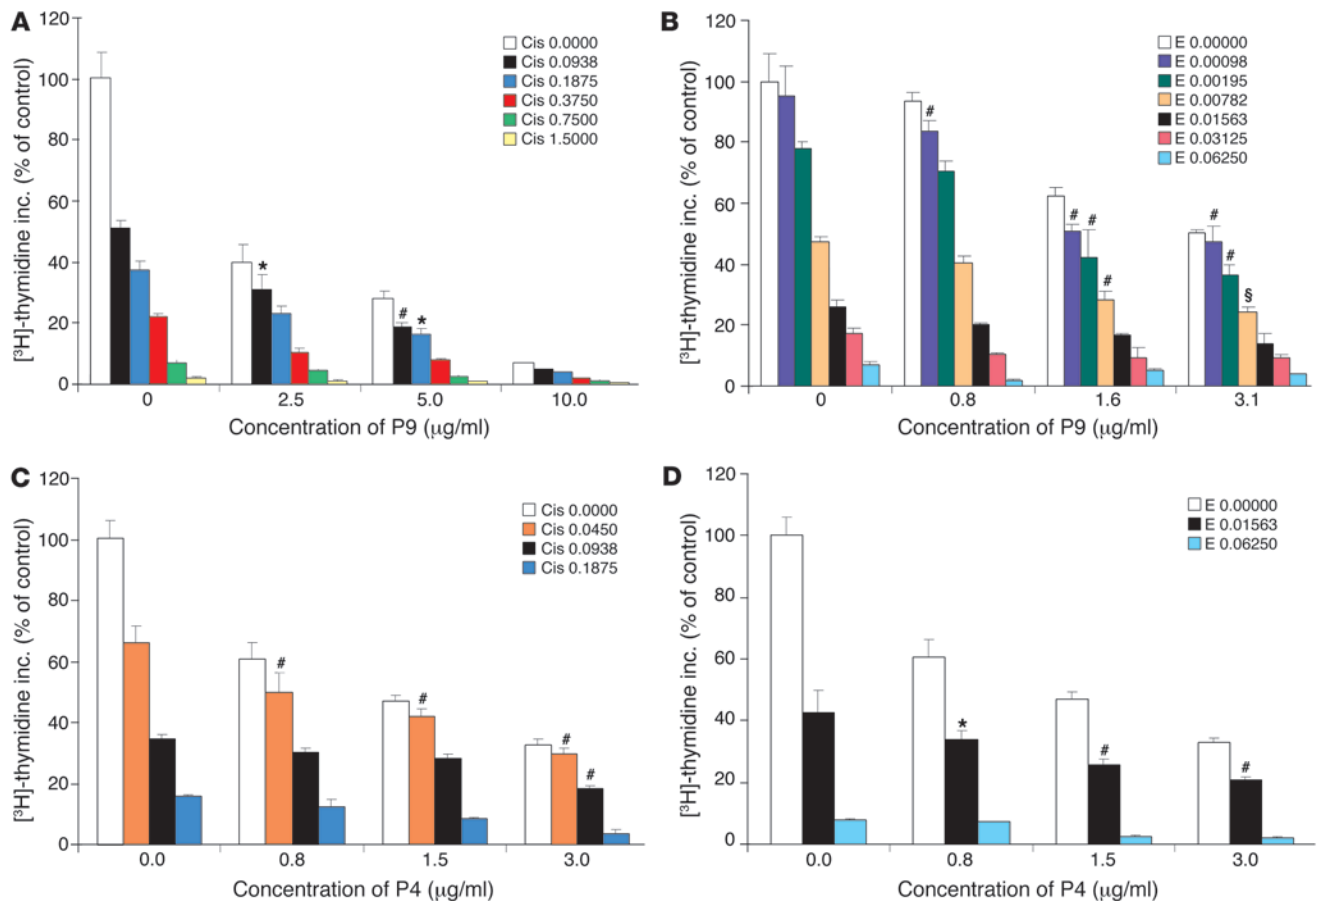 A
[³H]-thymidine inc. (% of control)
120
100
80
60
40
20
0
Cis 0.0000
Cis 0.0938
Cis 0.1875
Cis 0.3750
Cis 0.7500
Cis 1.5000
*
#
*
0 2.5 5.0 10.0
Concentration of P9 (μg/ml)
B
[³H]-thymidine inc. (% of control)
120
100
80
60
40
20
0
E 0.00000
E 0.00098
E 0.00195
E 0.00782
E 0.01563
E 0.03125
E 0.06250
#
# #
#
#
#
§
0 0.8 1.6 3.1
Concentration of P9 (μg/ml)
C
[³H]-thymidine inc. (% of control)
120
100
80
60
40
20
0
Cis 0.0000
Cis 0.0450
Cis 0.0938
Cis 0.1875
#
#
#
#
0.0 0.8 1.5 3.0
Concentration of P4 (μg/ml)
D
[³H]-thymidine inc. (% of control)
120
100
80
60
40
20
0
E 0.00000
E 0.01563
E 0.06250
*
#
#
0.0 0.8 1.5 3.0
Concentration of P4 (μg/ml)